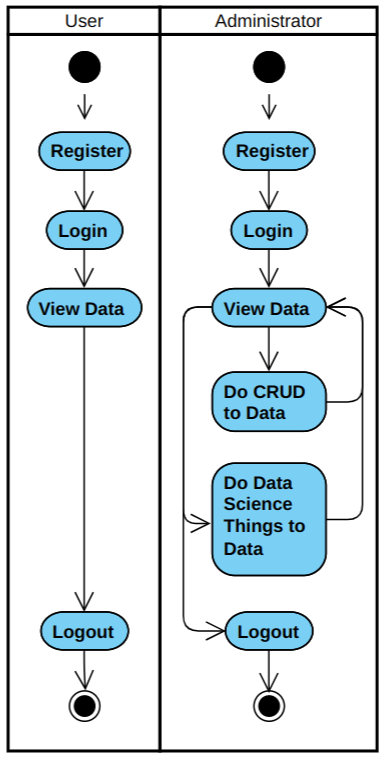 User
Administrator
Register
Login
View Data
Logout
Register
Login
View Data
Do CRUD
to Data
Do Data
Science
Things to
Data
Logout